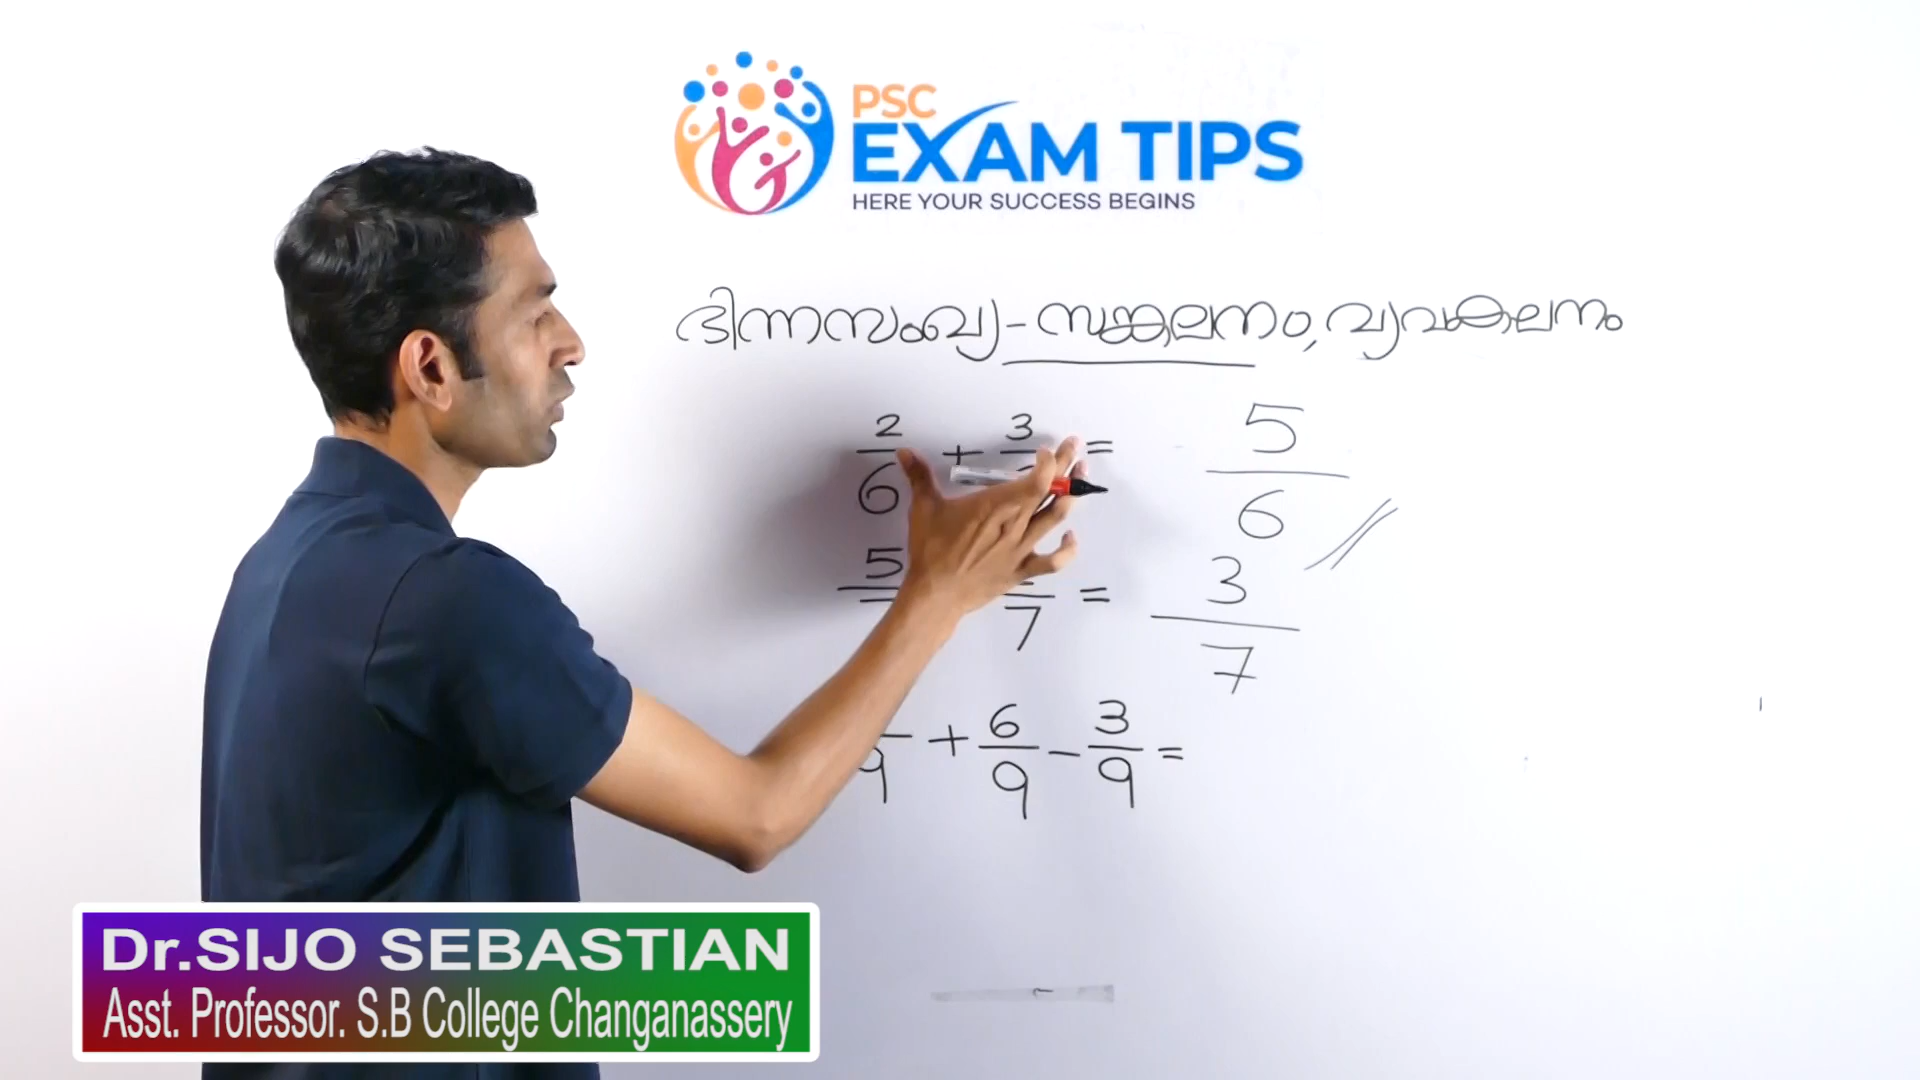 PSC
EXAM TIPS
HERE YOUR SUCCESS BEGINS
ഭിന്നസംഖ്യ - സങ്കലനം, വ്യവകലനം
2/6 + 3/ = 5/6
5/ /7 = 3/7
/9 + 6/9 - 3/9 =
Dr.SIJO SEBASTIAN
Asst. Professor. S.B College Changanassery